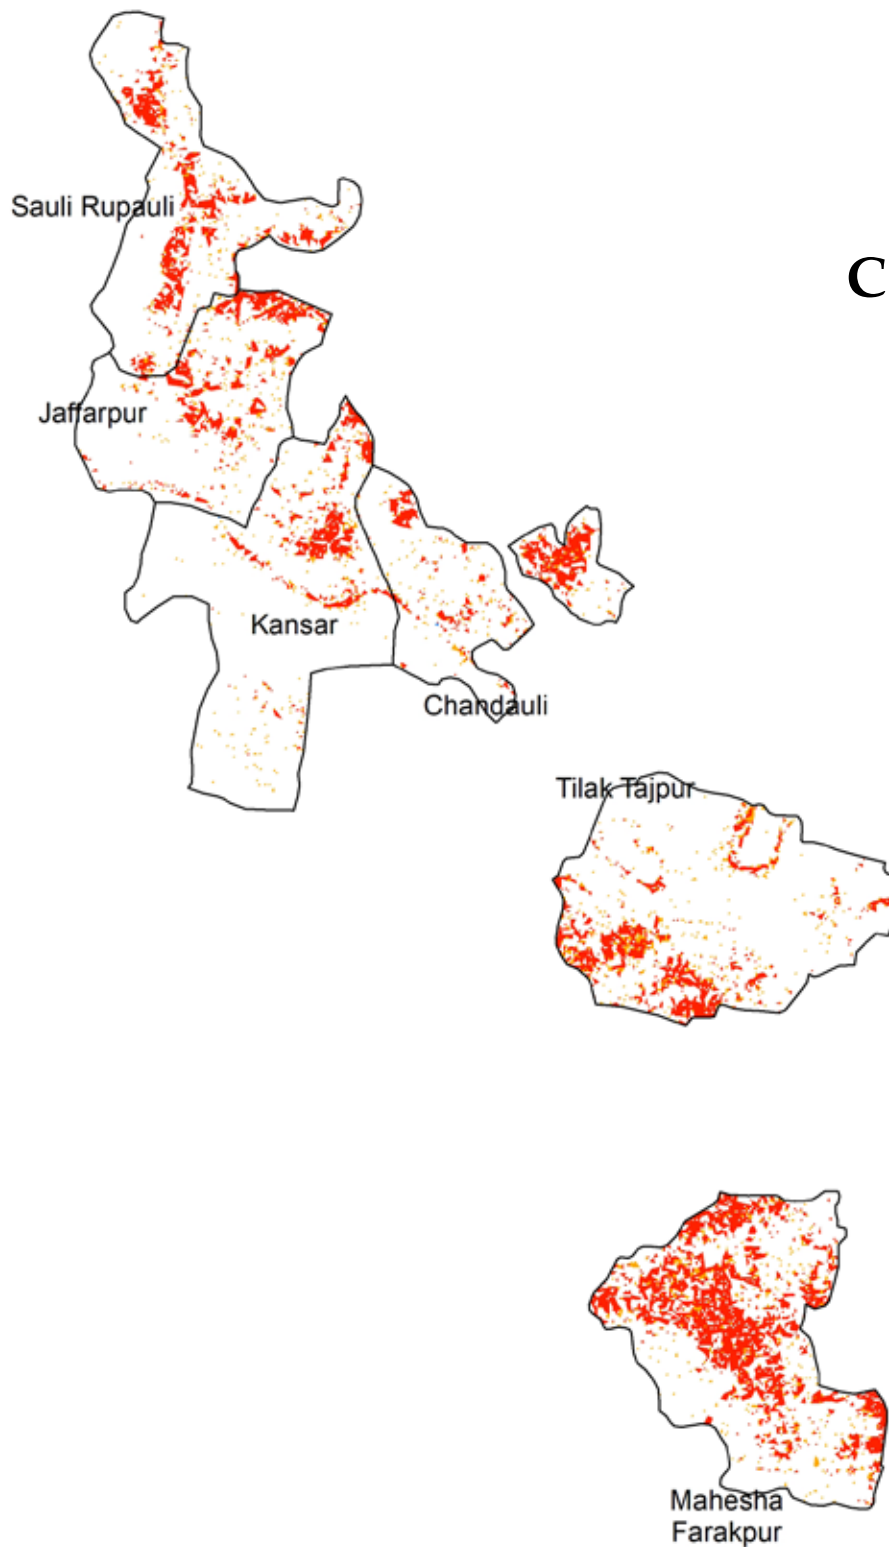 Sauli Rupauli
C
Jaffarpur
Kansar
Chandauli
Tilak Tajpur
Mahesha
Farakpur